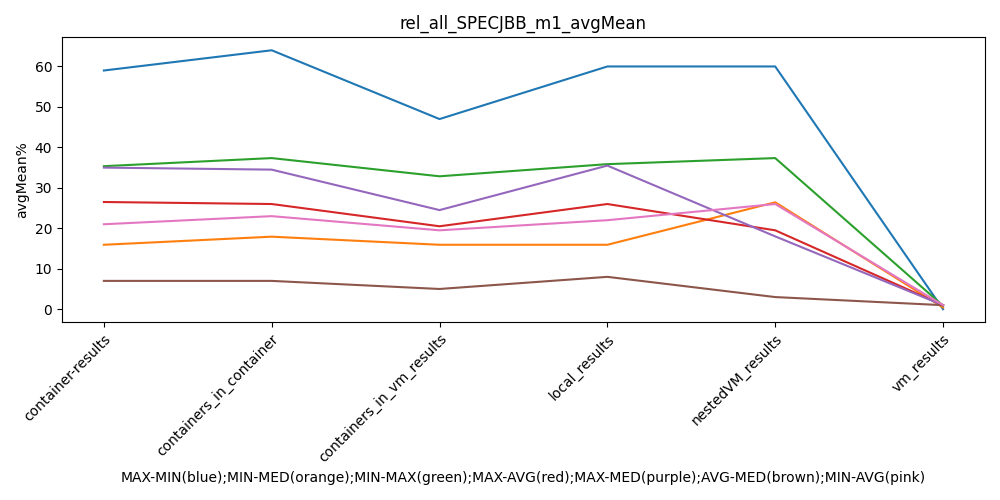 rel_all_SPECJBB_m1_avgMean
avgMean%
60
50
40
30
20
10
0
container-results
containers_in_container
containers_in_vm_results
local_results
nestedVM_results
vm_results
MAX-MIN(blue);MIN-MED(orange);MIN-MAX(green);MAX-AVG(red);MAX-MED(purple);AVG-MED(brown);MIN-AVG(pink)